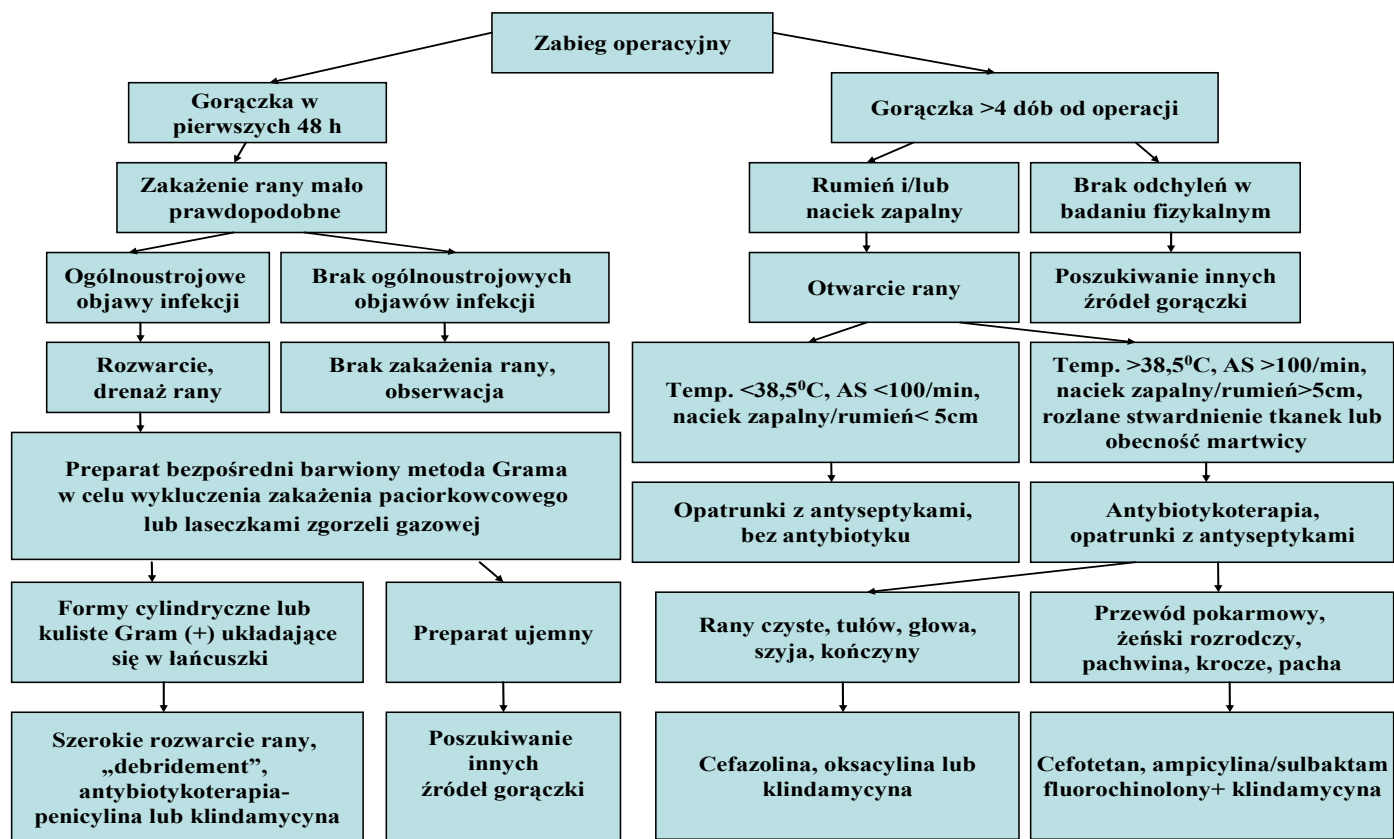 Zabieg operacyjny
Gorączka w
pierwszych 48 h
Gorączka >4 dób od operacji
Zakażenie rany mało
prawdopodobne
Rumień i/lub
naciek zapalny
Brak odchyleń w
badaniu fizykalnym
Ogólnoustrojowe
objawy infekcji
Brak ogólnoustrojowych
objawów infekcji
Otwarcie rany
Poszukiwanie innych
źródeł gorączki
Rozwarcie,
drenaż rany
Brak zakażenia rany,
obserwacja
Temp. <38,5⁰C, AS <100/min,
naciek zapalny/rumień< 5cm
Temp. >38,5⁰C, AS >100/min,
naciek zapalny/rumień>5cm,
rozlane stwardnienie tkanek lub
obecność martwicy
Preparat bezpośredni barwiony metoda Grama
w celu wykluczenia zakażenia paciorkowcowego
lub laseczkami zgorzeli gazowej
Opatrunki z antyseptykami,
bez antybiotyku
Antybiotykoterapia,
opatrunki z antyseptykami
Formy cylindryczne lub
kuliste Gram (+) układające
się w łańcuszki
Preparat ujemny
Rany czyste, tułów, głowa,
szyja, kończyny
Przewód pokarmowy,
żeński rozrodczy,
pachwina, krocze, pacha
Szerokie rozwarcie rany,
„debridement”,
antybiotykoterapia-
penicylina lub klindamycyna
Poszukiwanie
innych
źródeł gorączki
Cefazolina, oksacylina lub
klindamycyna
Cefotetan, ampicylina/sulbaktam
fluorochinolony+ klindamycyna